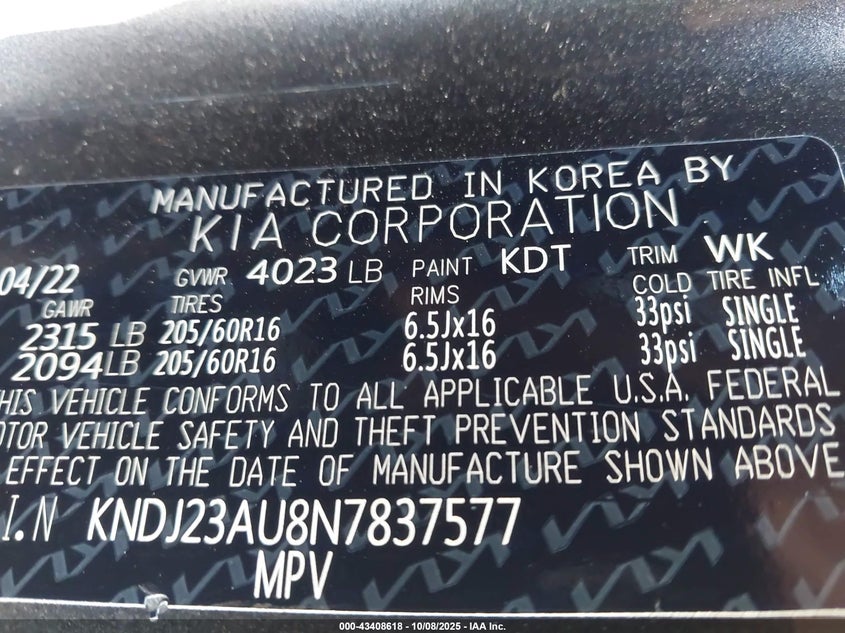 MANUFACTURED IN KOREA BY
KIA CORPORATION
04/22 GVWR 4023 LB PAINT KDT TRIM WK
GAWR TIRES RIMS COLD TIRE INFL
2315 LB 205/60R16 6.5Jx16 33psi SINGLE
2094LB 205/60R16 6.5Jx16 33psi SINGLE
HIS VEHICLE CONFORMS TO ALL APPLICABLE U.S.A. FEDERAL
OTOR VEHICLE SAFETY AND THEFT PREVENTION STANDARDS
EFFECT ON THE DATE OF MANUFACTURE SHOWN ABOVE
I.N KNDJ23AU8N7837577
MPV
000-43408618 - 10/08/2025 - IAA Inc.